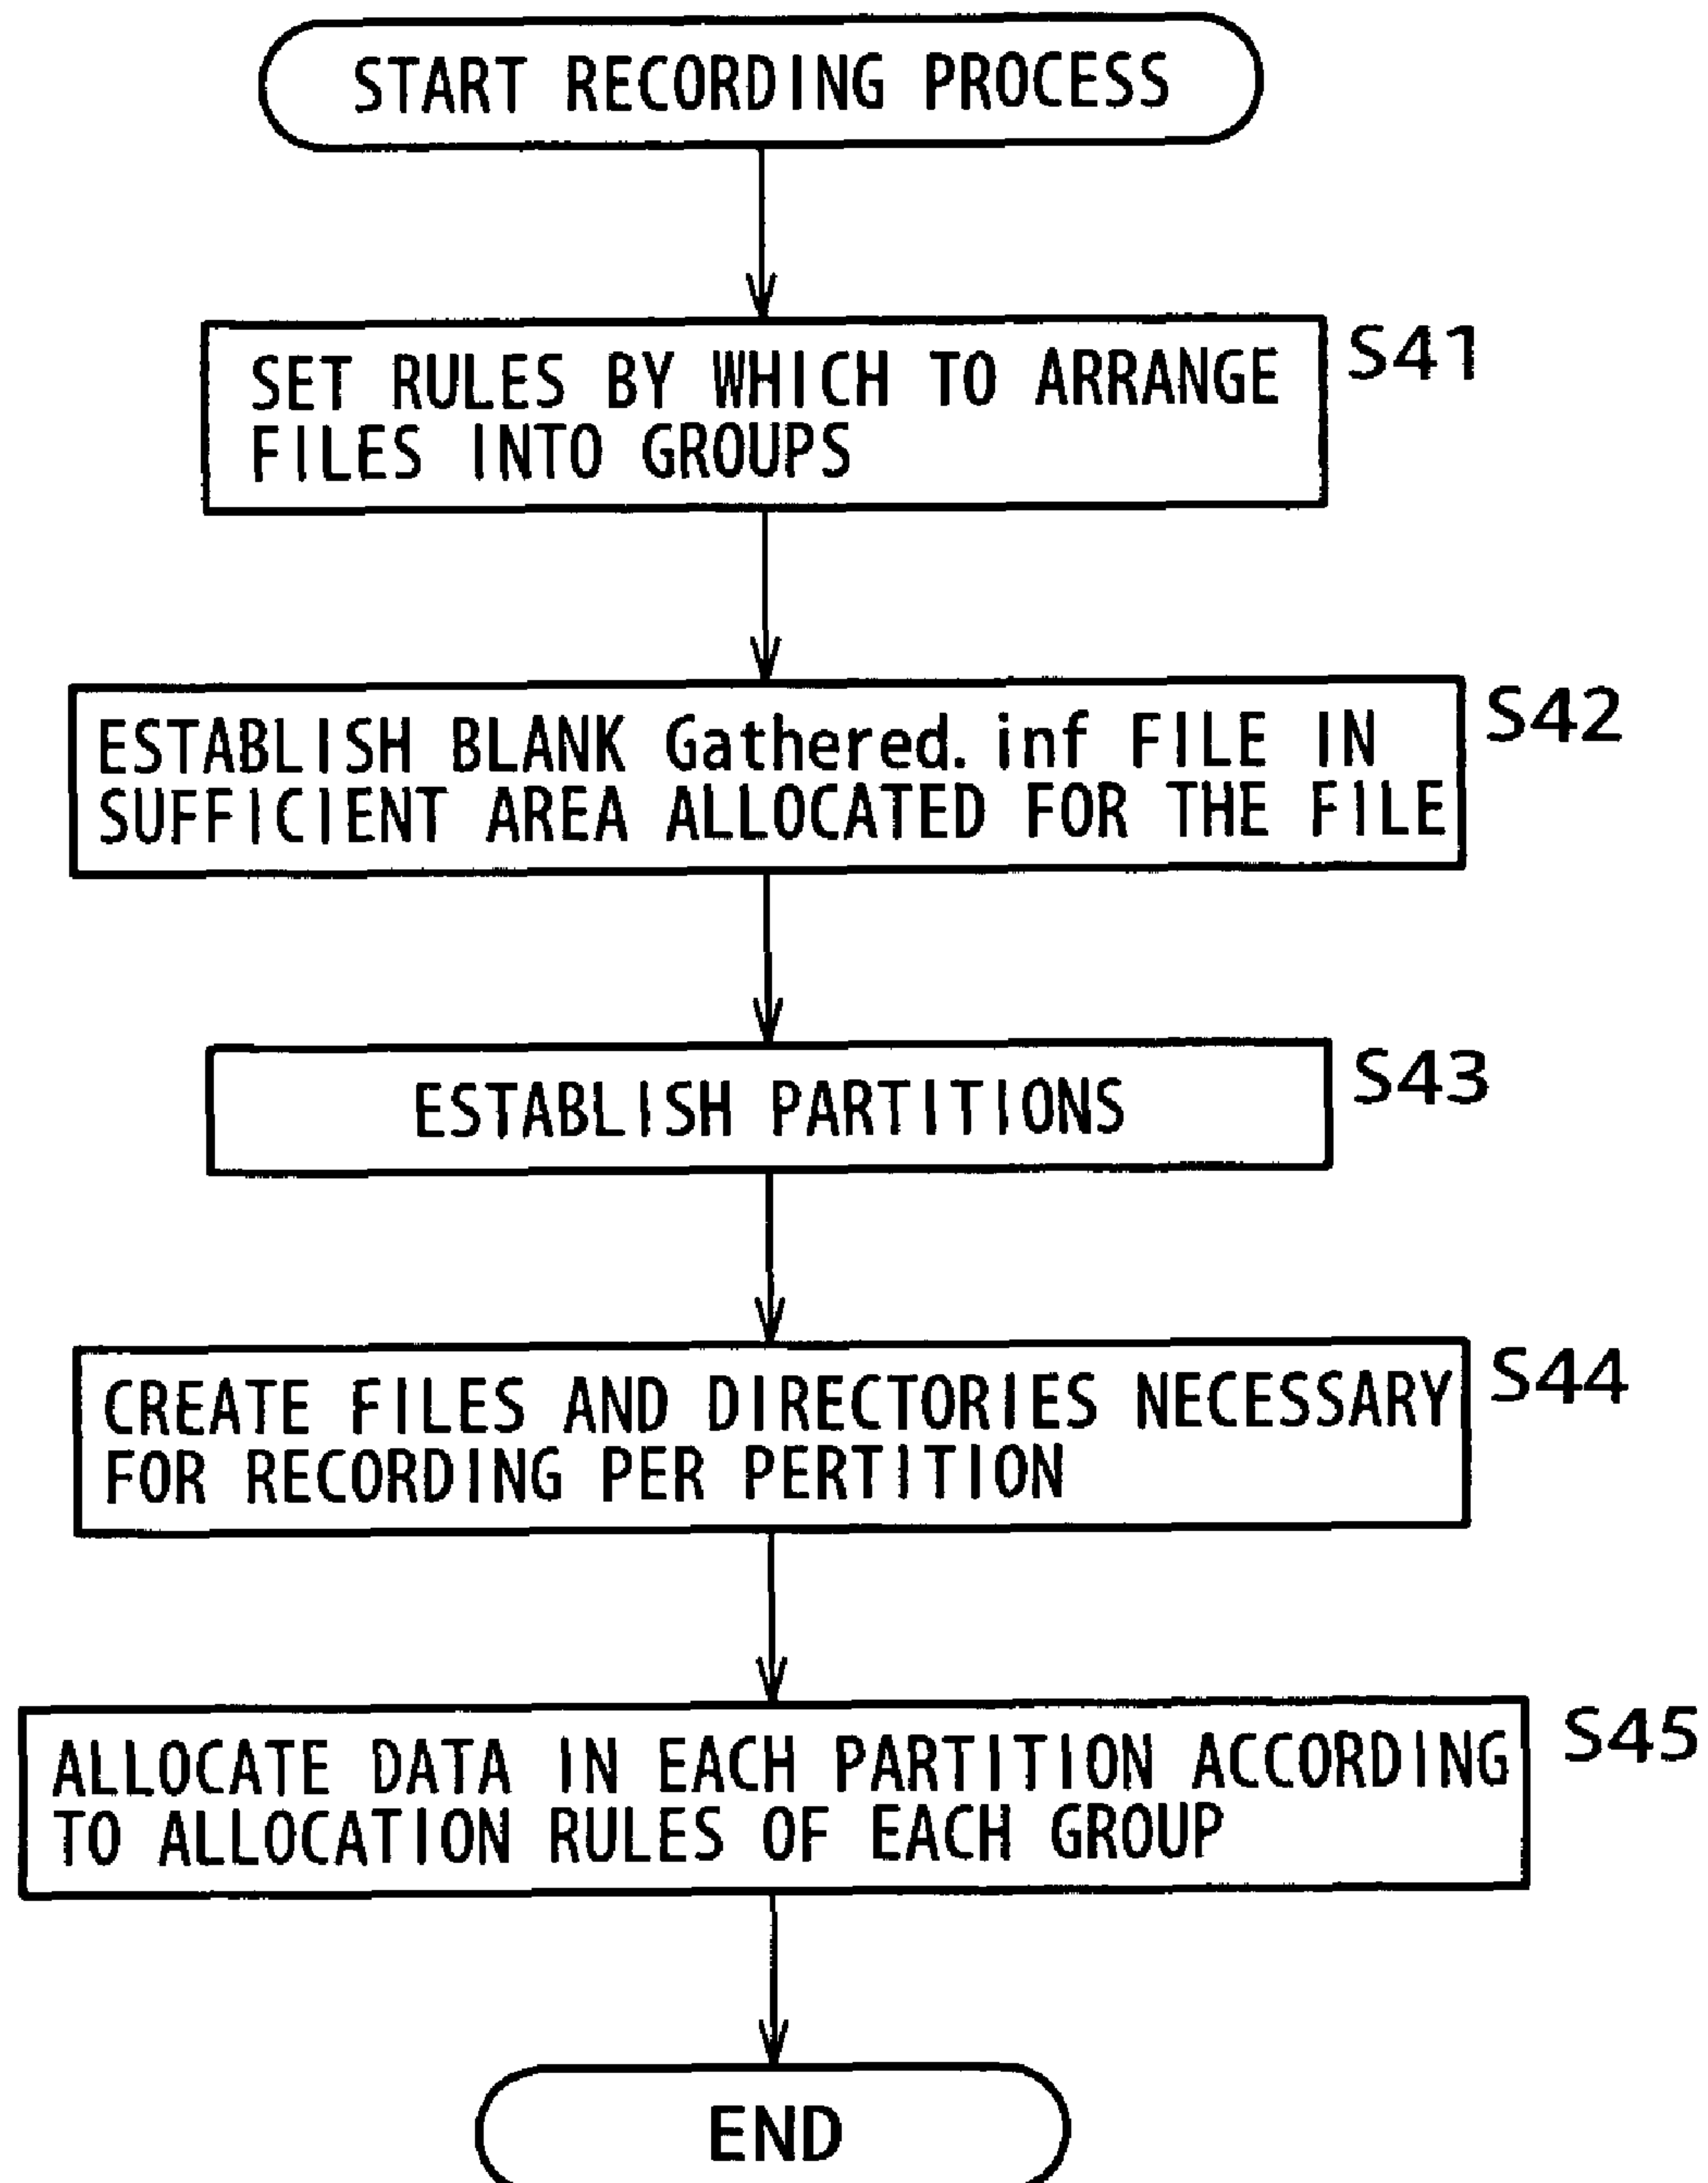 START RECORDING PROCESS
SET RULES BY WHICH TO ARRANGE
FILES INTO GROUPS
S41
ESTABLISH BLANK Gathered.inf FILE IN
SUFFICIENT AREA ALLOCATED FOR THE FILE
S42
ESTABLISH PARTITIONS
S43
CREATE FILES AND DIRECTORIES NECESSARY
FOR RECORDING PER PERTITION
S44
ALLOCATE DATA IN EACH PARTITION ACCORDING
TO ALLOCATION RULES OF EACH GROUP
S45
END